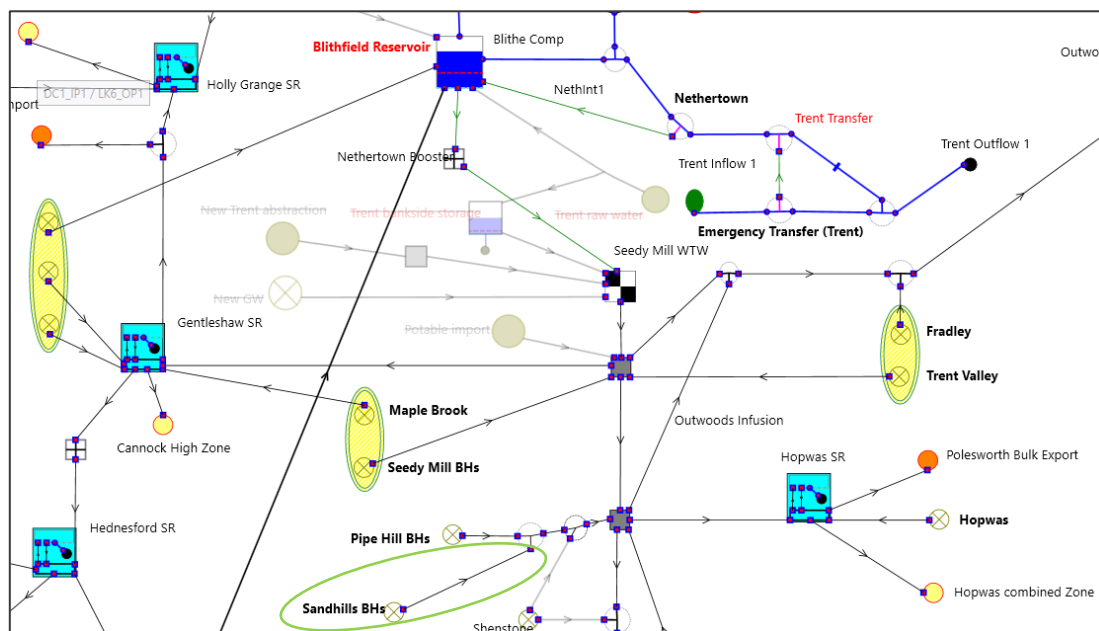 Blithfield Reservoir
Blithe Comp
Outwo
Holly Grange SR
DC1_IP1 / LK6_OP1
mport
NethInt1
Nethertown
Trent Transfer
Nethertown Booster
Trent Inflow 1
Trent Outflow 1
New Trent abstraction
Trent bankside storage
Trent raw water
Emergency Transfer (Trent)
Seedy Mill WTW
New GW
Gentleshaw SR
Potable import
Fradley
Trent Valley
Maple Brook
Outwoods Infusion
Cannock High Zone
Seedy Mill BHs
Hopwas SR
Polesworth Bulk Export
Hednesford SR
Pipe Hill BHs
Hopwas
Sandhills BHs
Hopwas combined Zone
Shenstone